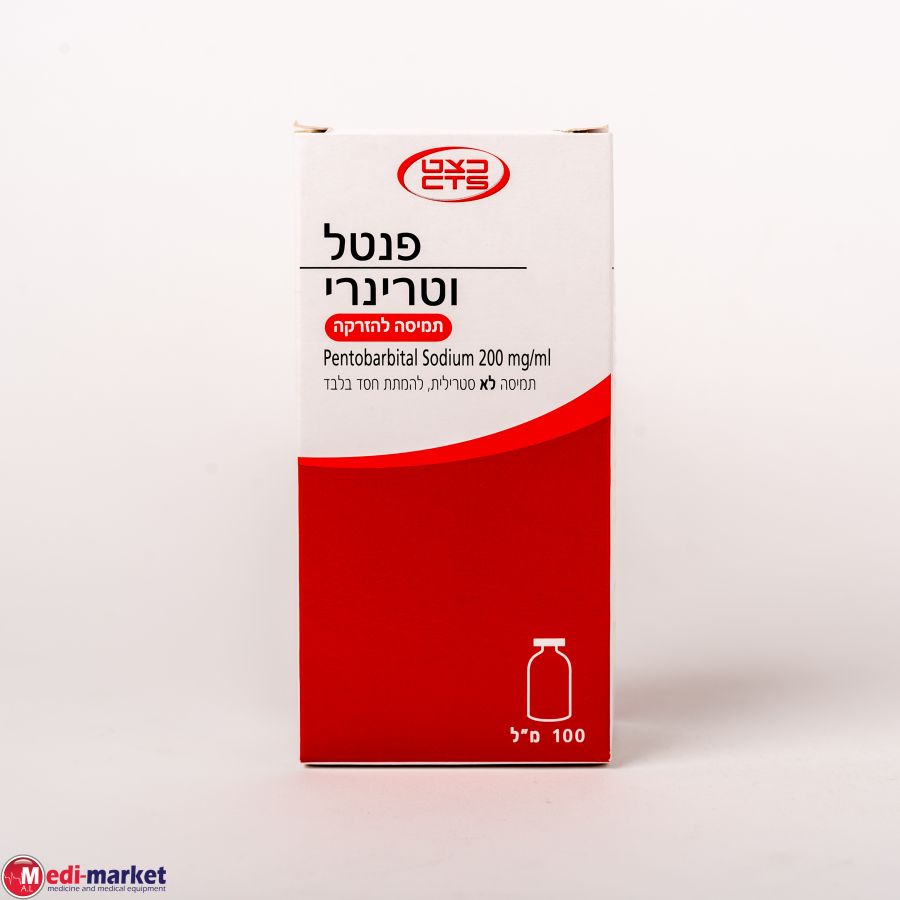 כצט
CTS
פנטל
וטרינרי
תמיסה להזרקה
Pentobarbital Sodium 200 mg/ml
תמיסה לא סטרילית, להמתת חסד בלבד
100 מ"ל
Medi-market
A.L
medicine and medical equipment